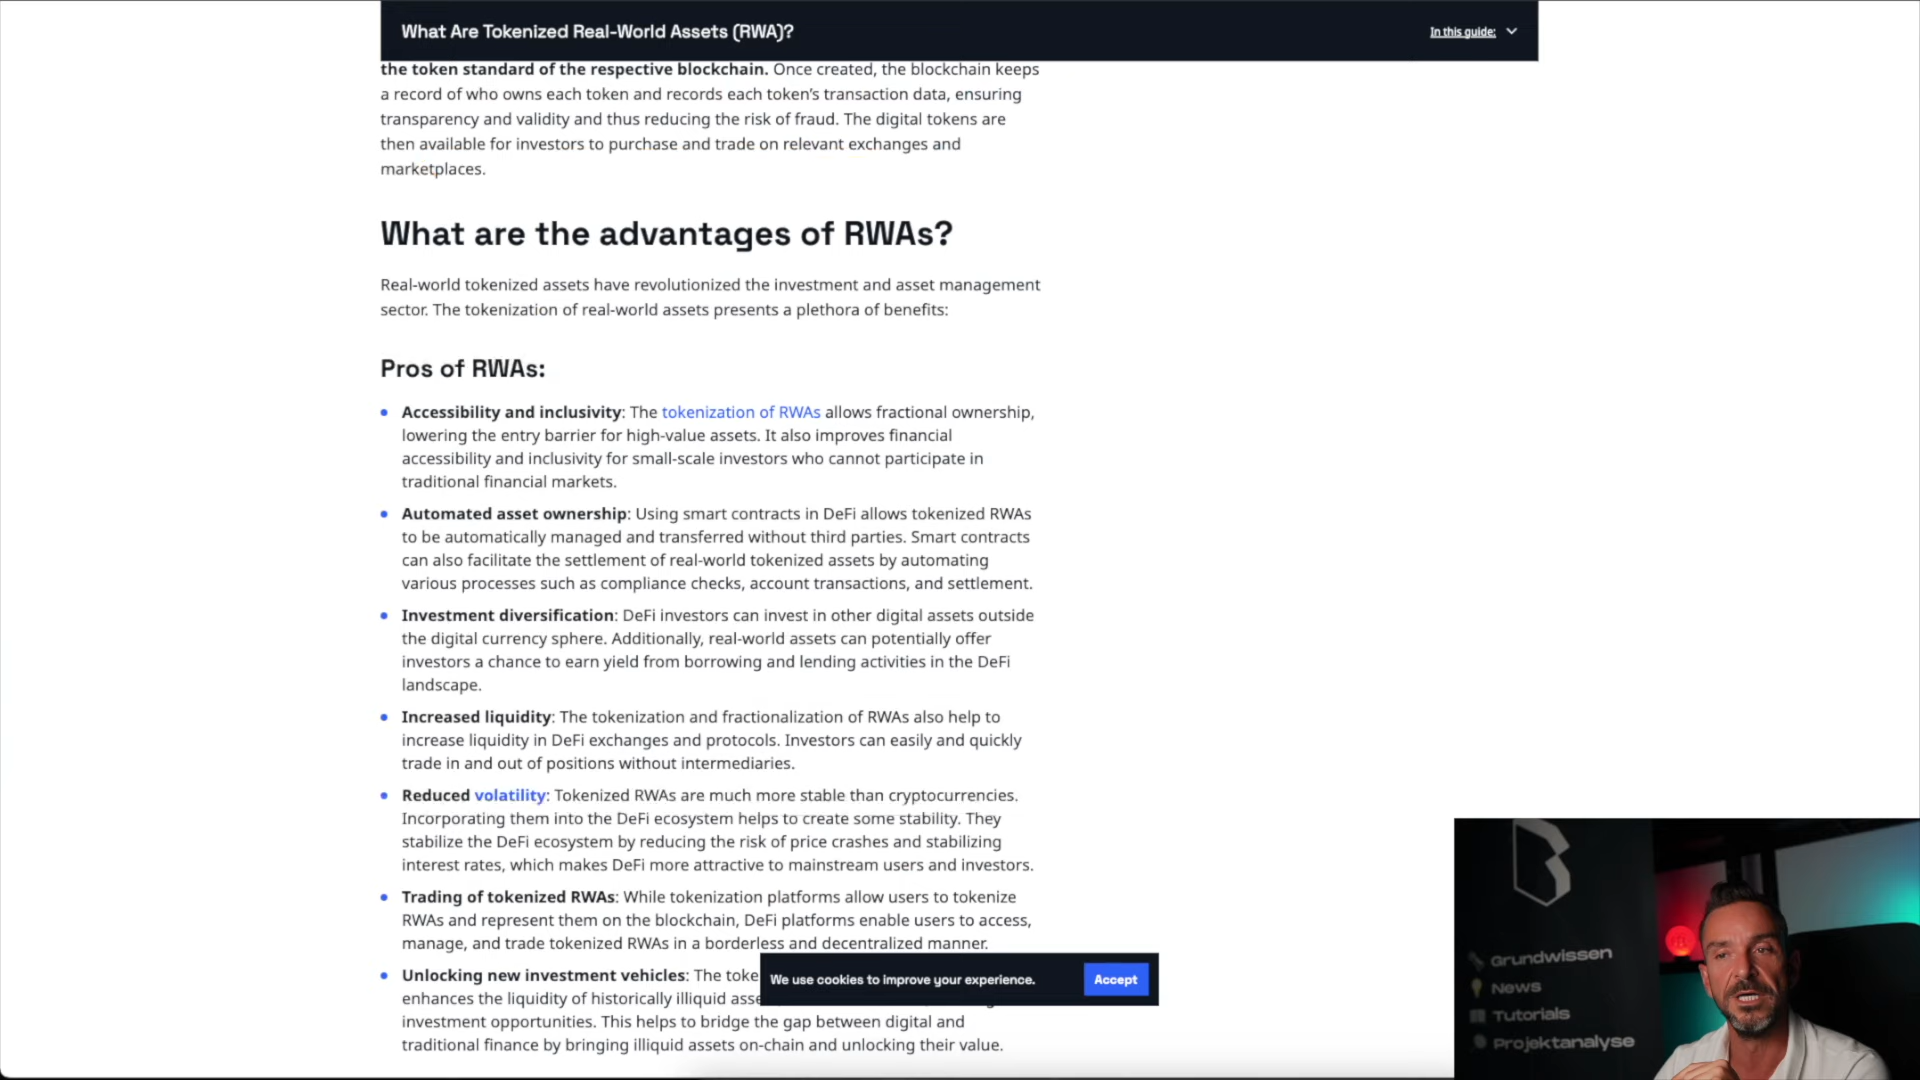 What Are Tokenized Real-World Assets (RWA)?
In this guide:
the token standard of the respective blockchain. Once created, the blockchain keeps
a record of who owns each token and records each token's transaction data, ensuring
transparency and validity and thus reducing the risk of fraud. The digital tokens are
then available for investors to purchase and trade on relevant exchanges and
marketplaces.
What are the advantages of RWAs?
Real-world tokenized assets have revolutionized the investment and asset management
sector. The tokenization of real-world assets presents a plethora of benefits:
Pros of RWAs:
Accessibility and inclusivity: The tokenization of RWAs allows fractional ownership,
lowering the entry barrier for high-value assets. It also improves financial
accessibility and inclusivity for small-scale investors who cannot participate in
traditional financial markets.
Automated asset ownership: Using smart contracts in DeFi allows tokenized RWAs
to be automatically managed and transferred without third parties. Smart contracts
can also facilitate the settlement of real-world tokenized assets by automating
various processes such as compliance checks, account transactions, and settlement.
Investment diversification: DeFi investors can invest in other digital assets outside
the digital currency sphere. Additionally, real-world assets can potentially offer
investors a chance to earn yield from borrowing and lending activities in the DeFi
landscape.
Increased liquidity: The tokenization and fractionalization of RWAs also help to
increase liquidity in DeFi exchanges and protocols. Investors can easily and quickly
trade in and out of positions without intermediaries.
Reduced volatility: Tokenized RWAs are much more stable than cryptocurrencies.
Incorporating them into the DeFi ecosystem helps to create some stability. They
stabilize the DeFi ecosystem by reducing the risk of price crashes and stabilizing
interest rates, which makes DeFi more attractive to mainstream users and investors.
Trading of tokenized RWAs: While tokenization platforms allow users to tokenize
RWAs and represent them on the blockchain, DeFi platforms enable users to access,
manage, and trade tokenized RWAs in a borderless and decentralized manner.
Unlocking new investment vehicles: The toke
enhances the liquidity of historically illiquid asse
investment opportunities. This helps to bridge the gap between digital and
traditional finance by bringing illiquid assets on-chain and unlocking their value.
We use cookies to improve your experience.
Accept
Grundwissen
News
Tutorials
Projektanalyse